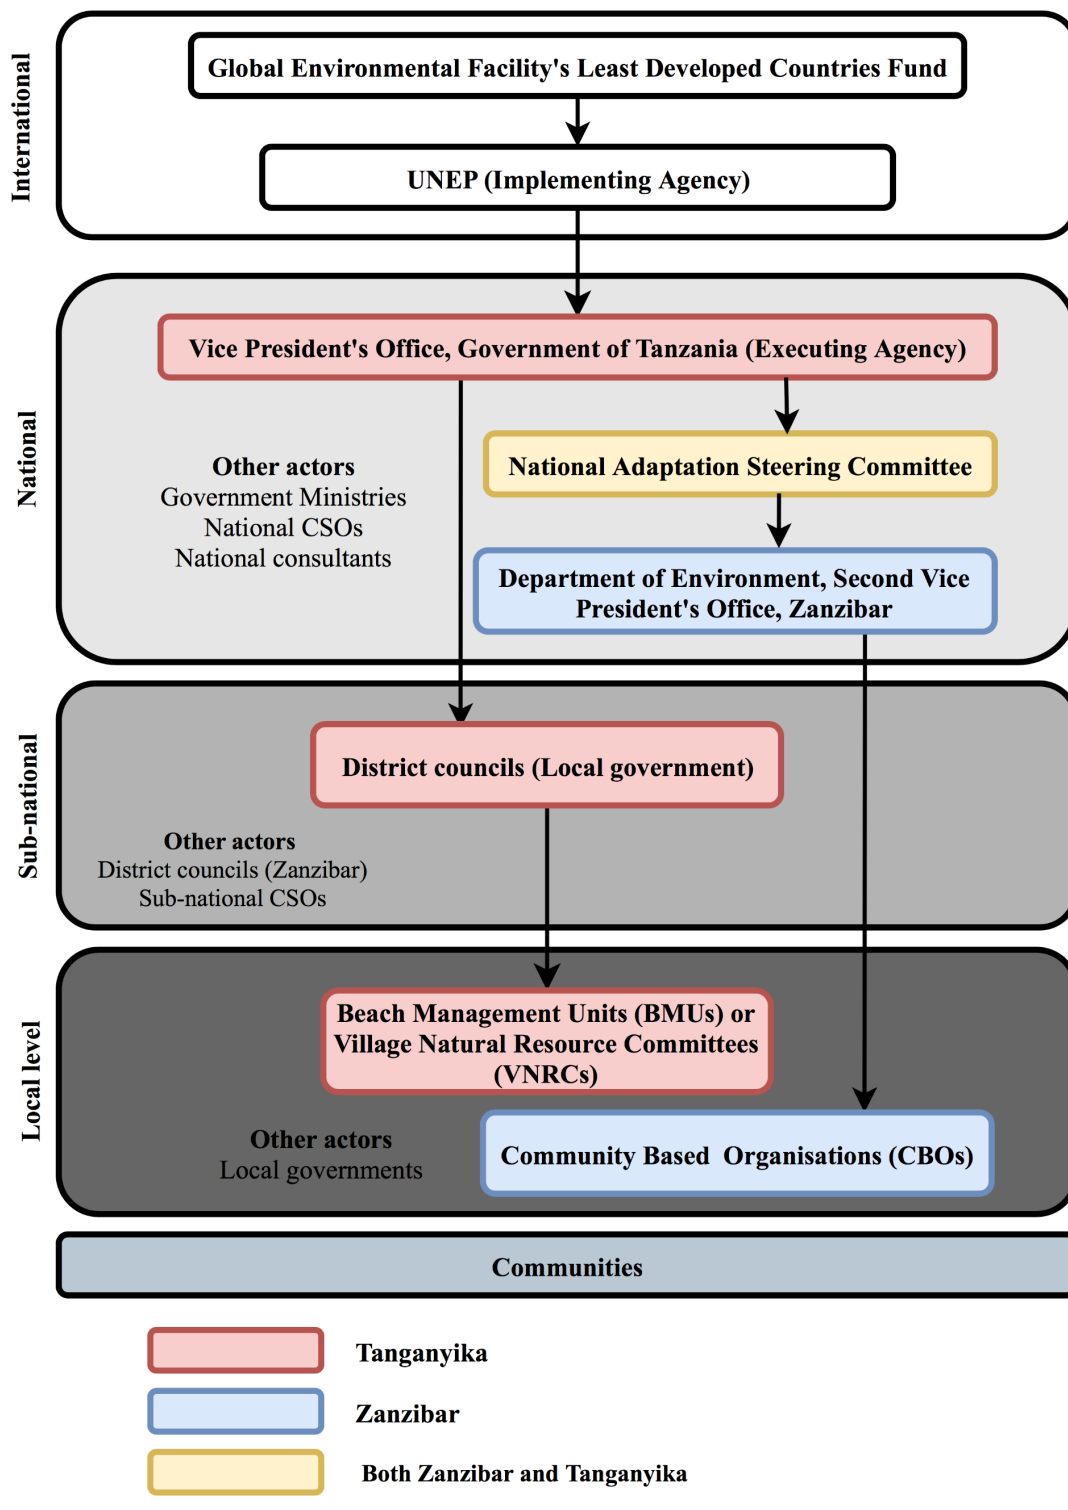 International
Global Environmental Facility's Least Developed Countries Fund
UNEP (Implementing Agency)
National
Vice President's Office, Government of Tanzania (Executing Agency)
Other actors
Government Ministries
National CSOs
National consultants
National Adaptation Steering Committee
Department of Environment, Second Vice
President's Office, Zanzibar
Sub-national
District councils (Local government)
Other actors
District councils (Zanzibar)
Sub-national CSOs
Local level
Beach Management Units (BMUs) or
Village Natural Resource Committees
(VNRCs)
Other actors
Local governments
Community Based Organisations (CBOs)
Communities
Tanganyika
Zanzibar
Both Zanzibar and Tanganyika